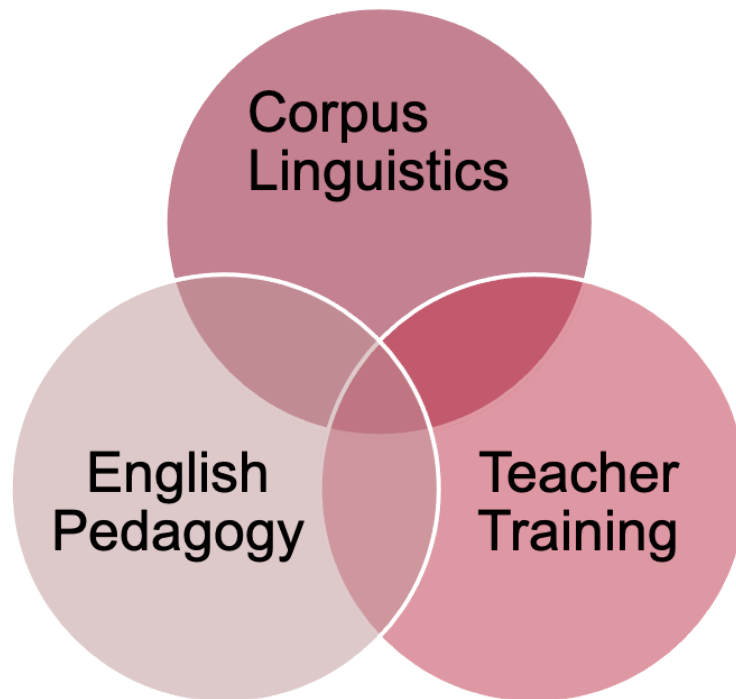 Corpus
Linguistics
English
Pedagogy
Teacher
Training